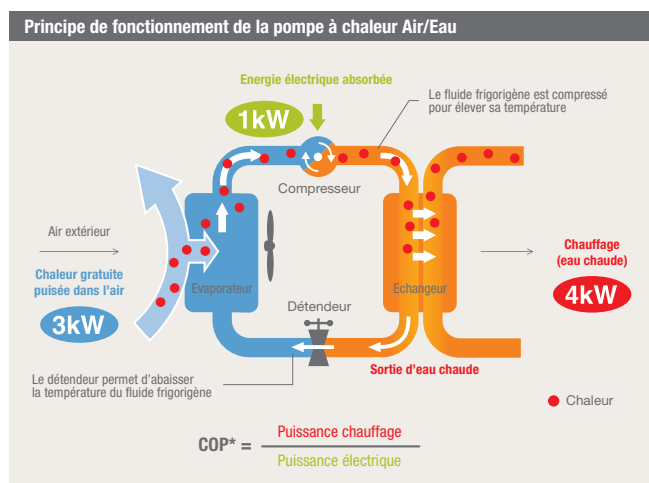 Principe de fonctionnement de la pompe à chaleur Air/Eau
Energie électrique absorbée
1kW
Le fluide frigorigène est compressé
pour élever sa température
Compresseur
Air extérieur
Chaleur gratuite
puisée dans l'air
3kW
Evaporateur
Echangeur
Chauffage
(eau chaude)
4kW
Détendeur
Sortie d'eau chaude
Le détendeur permet d'abaisser
la température du fluide frigorigène
Chaleur
COP* =
Puissance chauffage
Puissance électrique